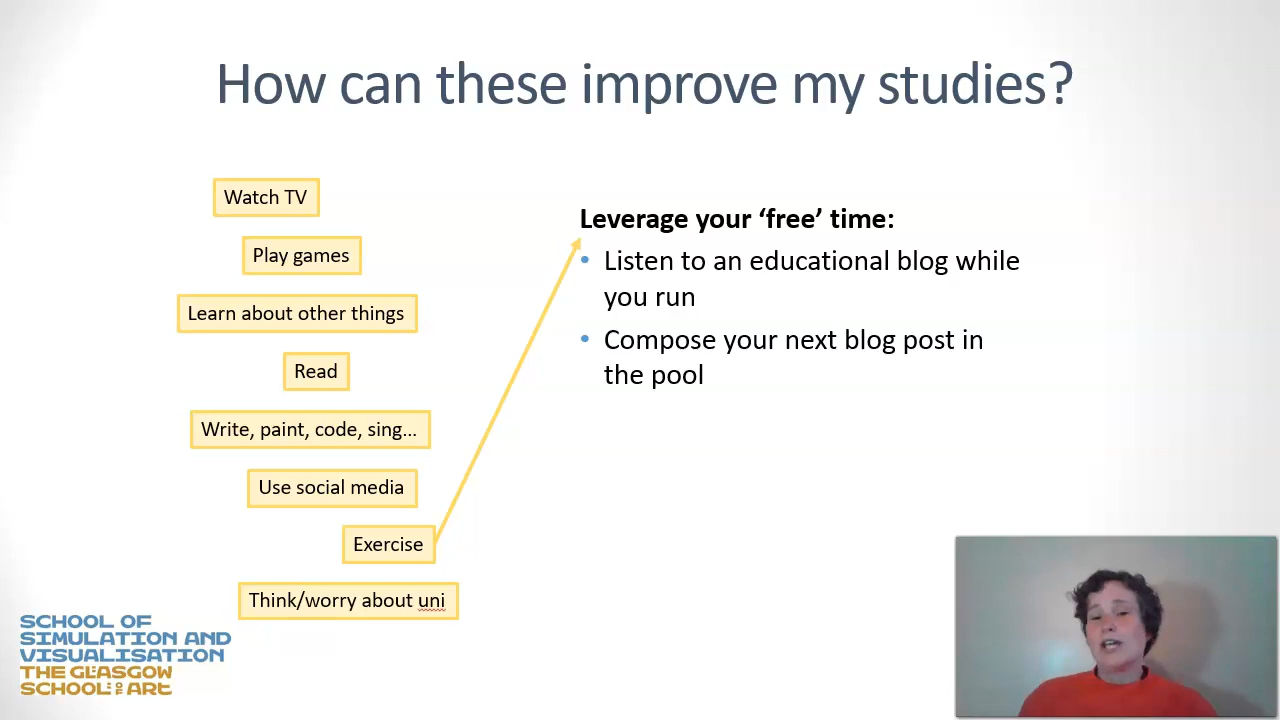 How can these improve my studies?
Watch TV
Play games
Learn about other things
Read
Write, paint, code, sing...
Use social media
Exercise
Think/worry about uni
Leverage your ‘free’ time:
• Listen to an educational blog while
you run
• Compose your next blog post in
the pool
SCHOOL OF
SIMULATION AND
VISUALISATION
THE GLASGOW
SCHOOL OF ART